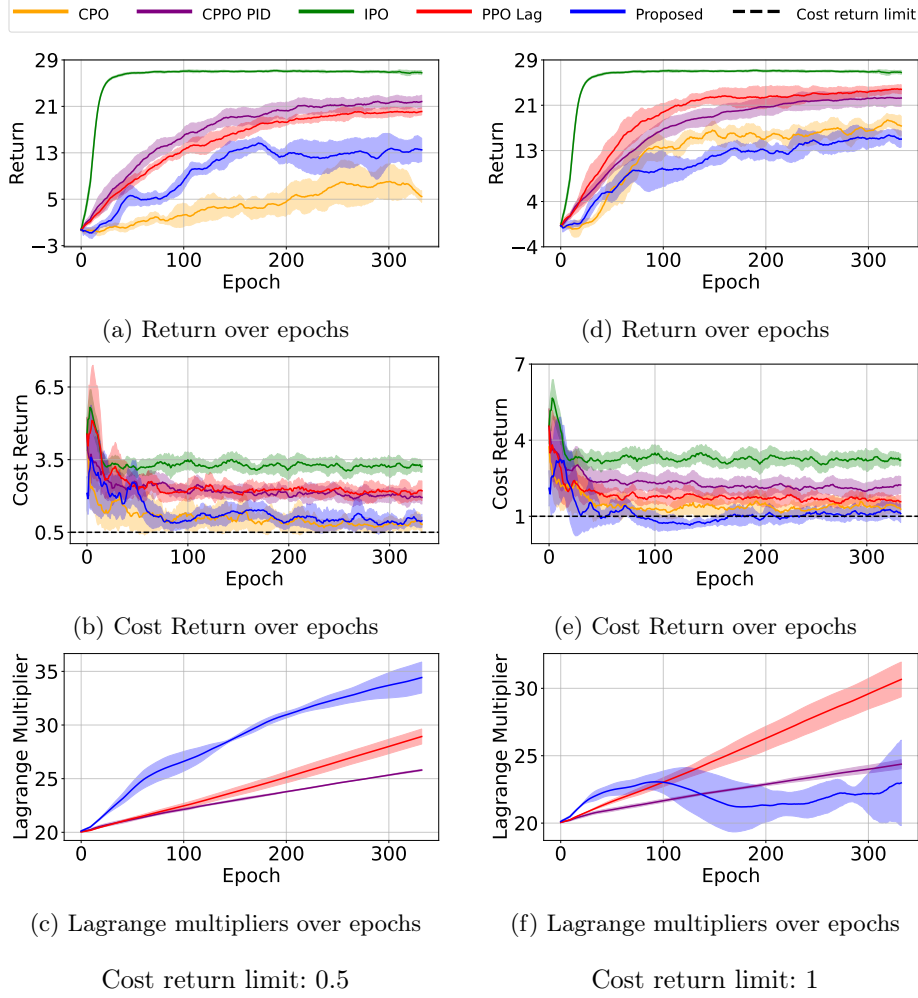 CPO CPPO PID IPO PPO Lag Proposed Cost return limit
29
21
13
5
−3
Return
0 100 200 300
Epoch
(a) Return over epochs
29
21
13
4
−4
Return
0 100 200 300
Epoch
(d) Return over epochs
6.5
3.5
0.5
Cost Return
0 100 200 300
Epoch
(b) Cost Return over epochs
7
4
1
Cost Return
0 100 200 300
Epoch
(e) Cost Return over epochs
35
30
25
20
Lagrange Multiplier
0 100 200 300
Epoch
(c) Lagrange multipliers over epochs
30
25
20
Lagrange Multiplier
0 100 200 300
Epoch
(f) Lagrange multipliers over epochs
Cost return limit: 0.5
Cost return limit: 1